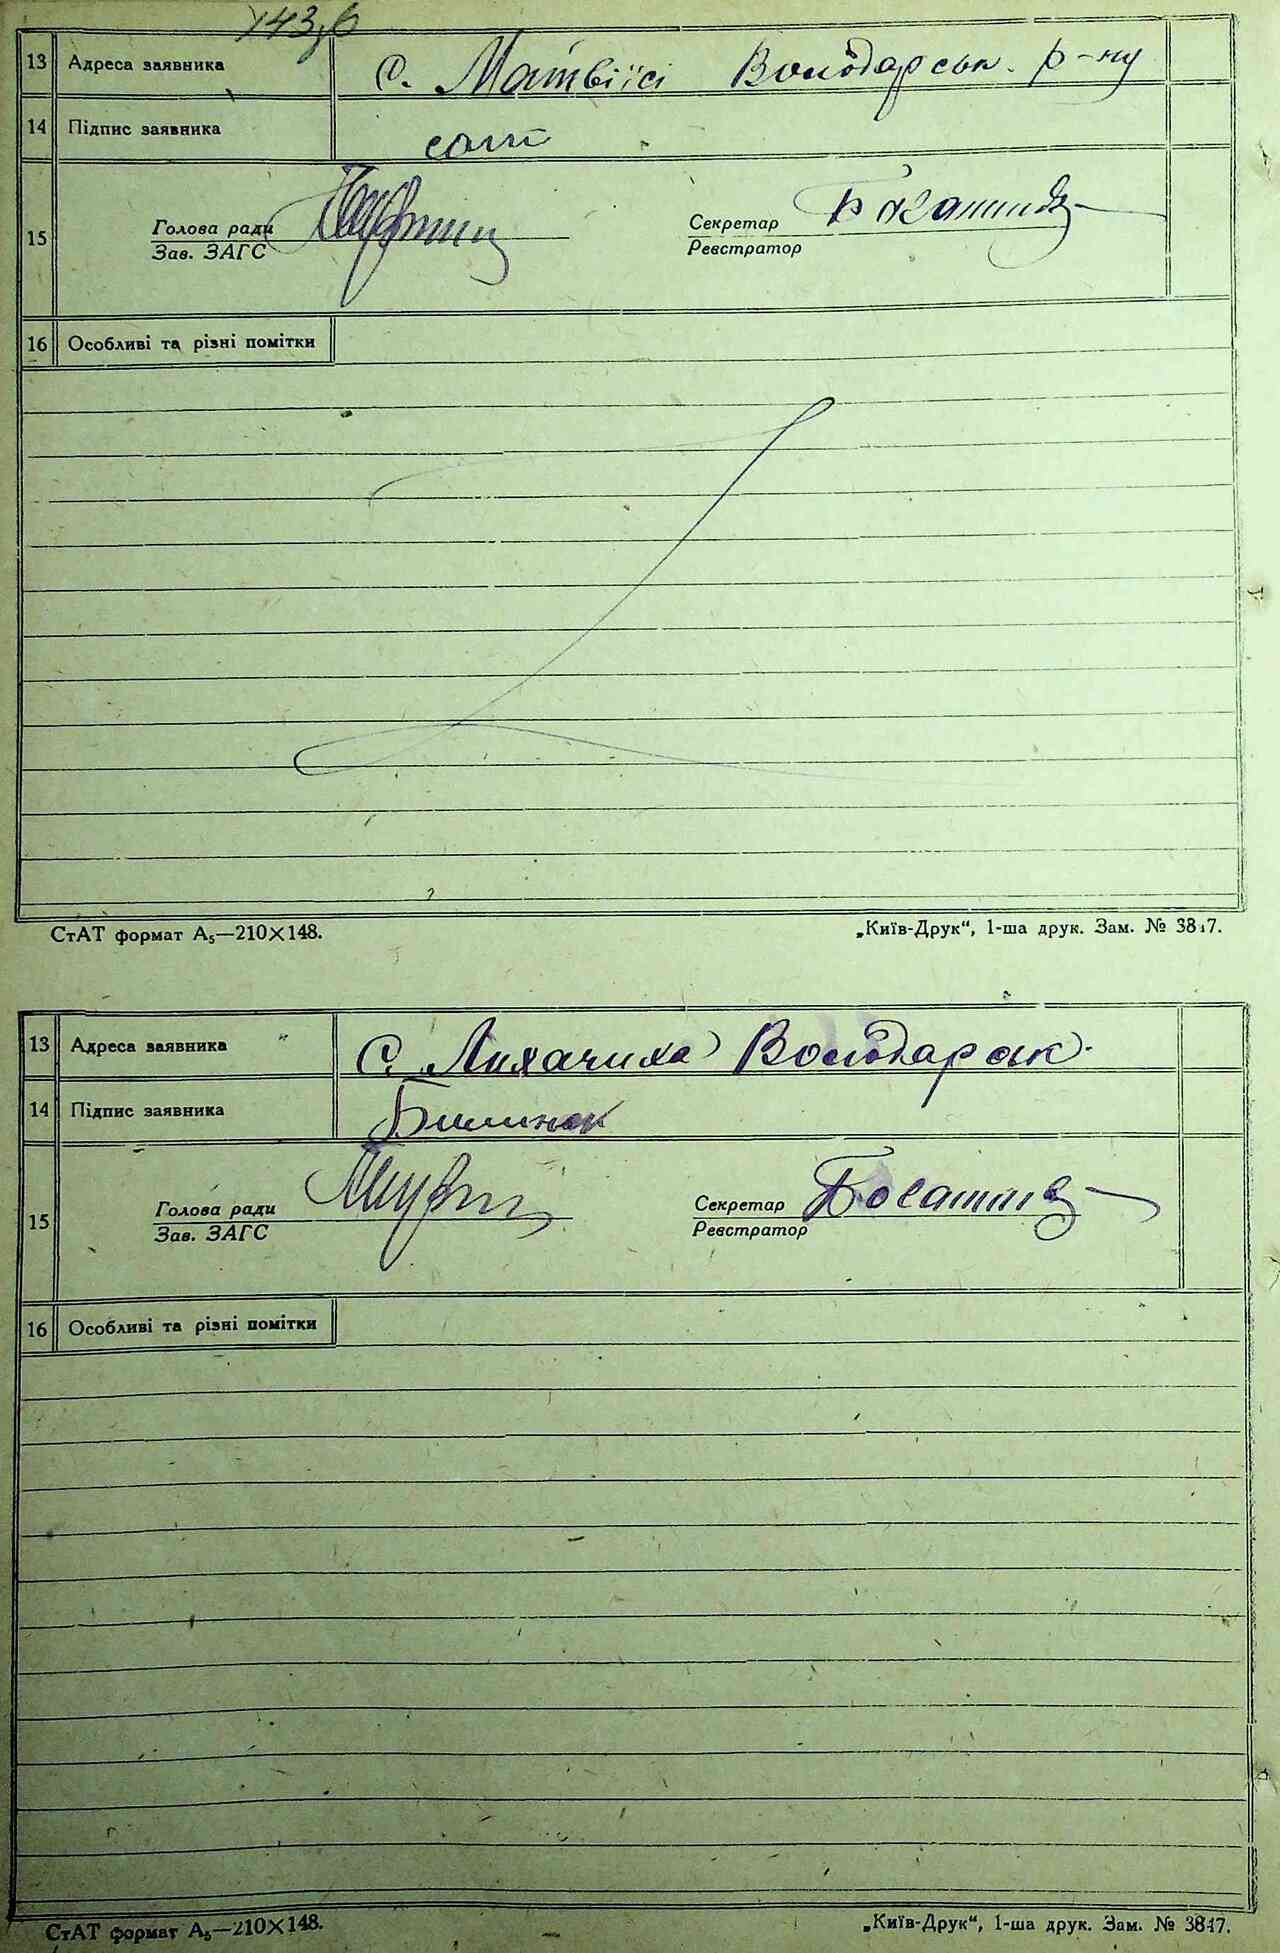 143зв
13 Адреса заявника с. Матвіїсі Володарськ. р-ну
14 Підпис заявника
15 Голова ради Секретар
Зав. ЗАГС Реєстратор
16 Особливі та різні помітки
СтАТ формат А₅—210×148. „Київ-Друк“, 1-ша друк. Зам. № 3817.
13 Адреса заявника с. Лихачиха Володарськ.
14 Підпис заявника
15 Голова ради Секретар
Зав. ЗАГС Реєстратор
16 Особливі та різні помітки
СтАТ формат А₅—210×148. „Київ-Друк“, 1-ша друк. Зам. № 3817.